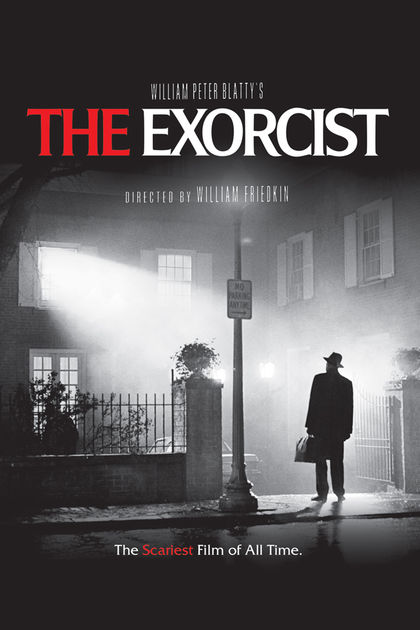 WILLIAM PETER BLATTY'S
THE EXORCIST
DIRECTED BY WILLIAM FRIEDKIN
NO
PARKING
ANYTIME
The Scariest Film of All Time.